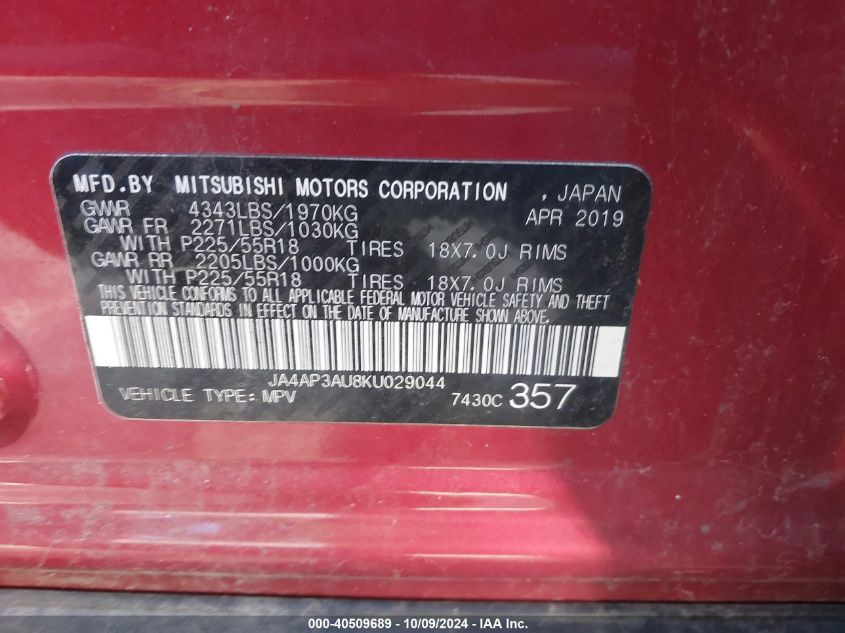 MFD.BY MITSUBISHI MOTORS CORPORATION , JAPAN
GVWR 4343LBS/1970KG APR 2019
GAWR FR 2271LBS/1030KG
WITH P225/55R18 TIRES 18X7.0J RIMS
GAWR RR 2205LBS/1000KG
WITH P225/55R18 TIRES 18X7.0J RIMS
THIS VEHICLE CONFORMS TO ALL APPLICABLE FEDERAL MOTOR VEHICLE SAFETY AND THEFT
PREVENTION STANDARDS IN EFFECT ON THE DATE OF MANUFACTURE SHOWN ABOVE.
JA4AP3AU8KU029044
VEHICLE TYPE: MPV 7430C 357
000-40509689 - 10/09/2024 - IAA Inc.